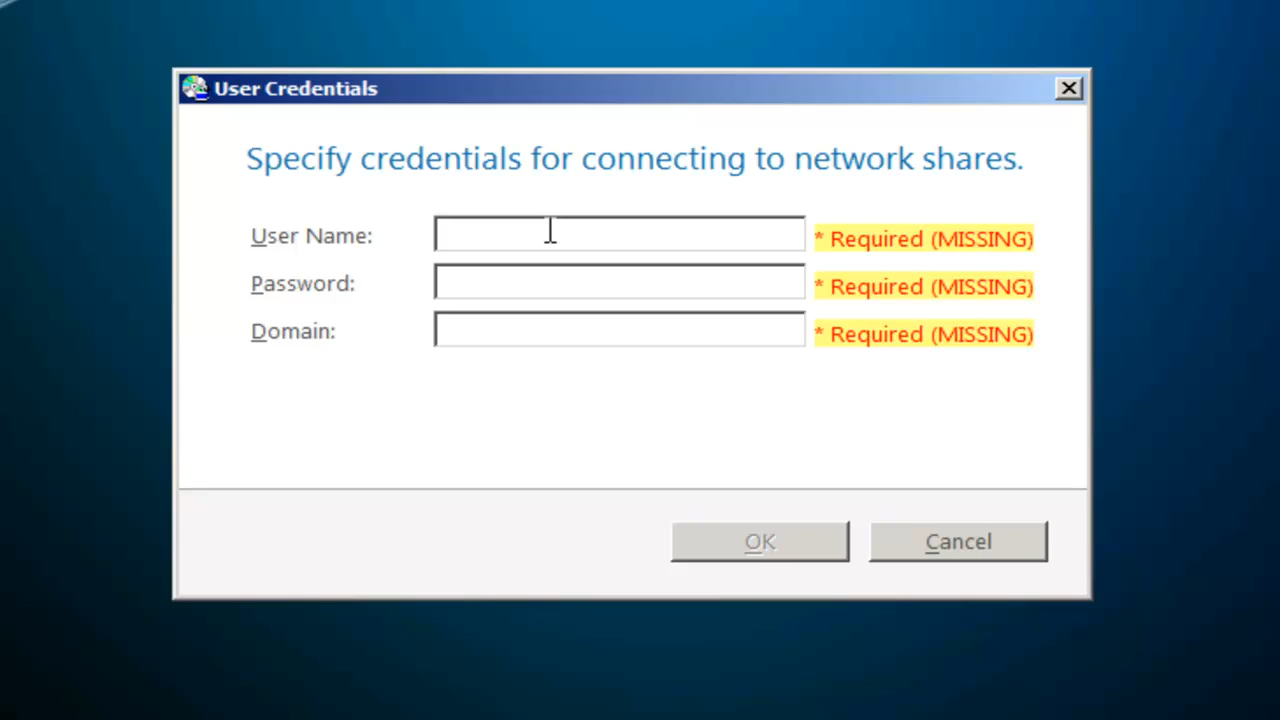 User Credentials
Specify credentials for connecting to network shares.
User Name: * Required (MISSING)
Password: * Required (MISSING)
Domain: * Required (MISSING)
OK Cancel